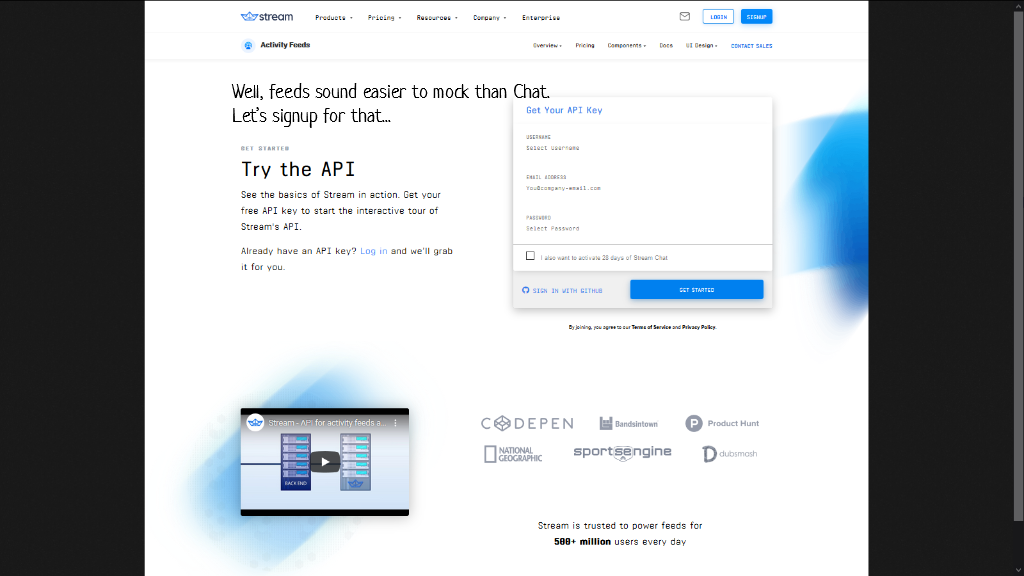 stream
Products
Pricing
Resources
Company
Enterprise
LOGIN
SIGNUP
Activity Feeds
Overview
Pricing
Components
Docs
UI Design
CONTACT SALES
Well, feeds sound easier to mock than Chat.
Let's signup for that...
GET STARTED
Try the API
See the basics of Stream in action. Get your
free API key to start the interactive tour of
Stream's API.
Already have an API key? Log in and we'll grab
it for you.
Get Your API Key
USERNAME
Select Username
EMAIL ADDRESS
You@company-email.com
PASSWORD
Select Password
I also want to activate 28 days of Stream Chat
SIGN IN WITH GITHUB
GET STARTED
By joining, you agree to our Terms of Service and Privacy Policy.
Stream - API for activity feeds a...
BACK END
CODEPEN
Bandsintown
P Product Hunt
NATIONAL
GEOGRAPHIC
sportsengine
dubsmash
Stream is trusted to power feeds for
500+ million users every day